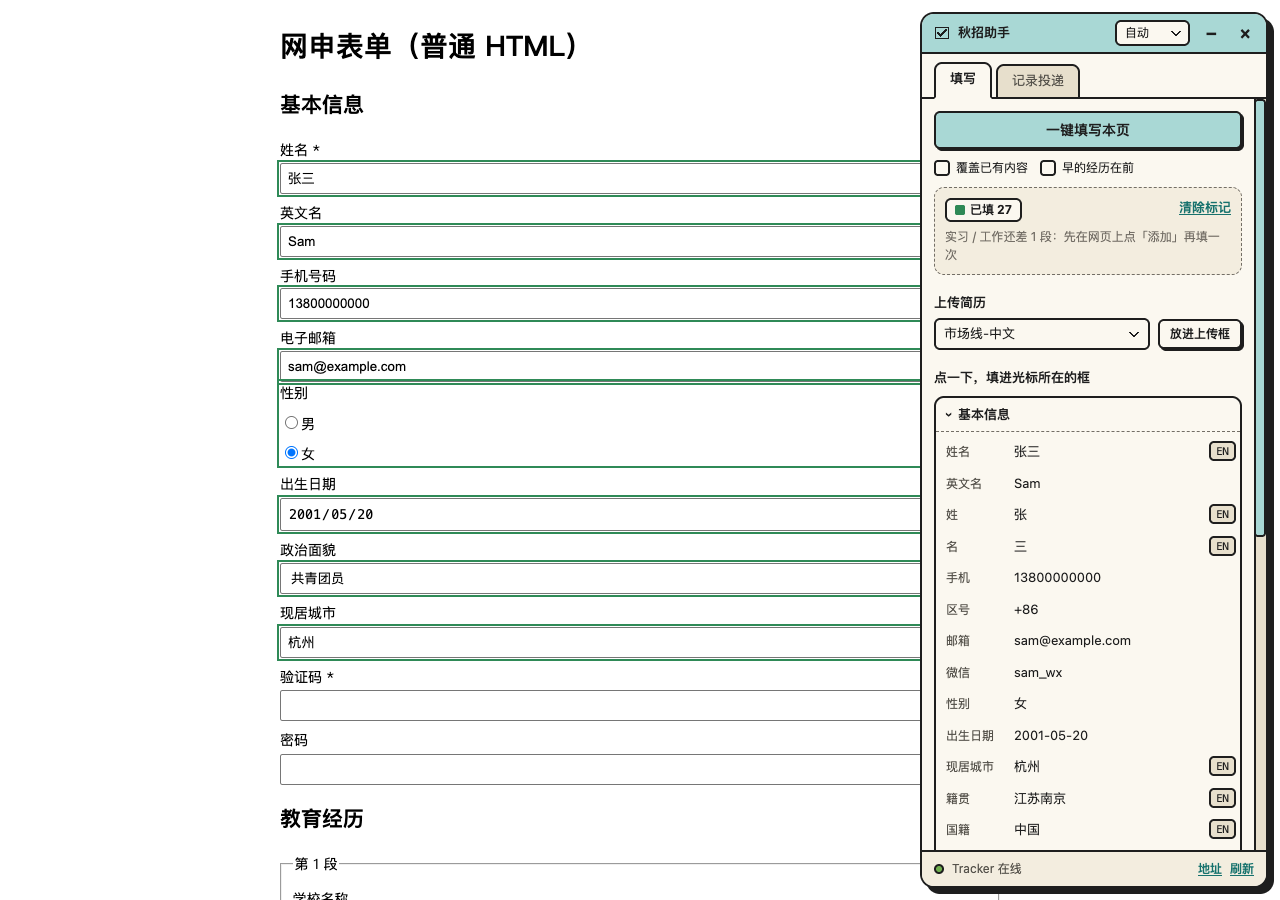 网申表单（普通 HTML）
基本信息
姓名 *
张三
英文名
Sam
手机号码
13800000000
电子邮箱
sam@example.com
性别
男
女
出生日期
2001/05/20
政治面貌
共青团员
现居城市
杭州
验证码 *
密码
教育经历
第 1 段
学校名称
秋招助手
自动
填写
记录投递
一键填写本页
覆盖已有内容
早的经历在前
已填 27
清除标记
实习 / 工作还差 1 段：先在网页上点「添加」再填一
次
上传简历
市场线-中文
放进上传框
点一下，填进光标所在的框
基本信息
姓名 张三 EN
英文名 Sam
姓 张 EN
名 三 EN
手机 13800000000
区号 +86
邮箱 sam@example.com
微信 sam_wx
性别 女
出生日期 2001-05-20
现居城市 杭州 EN
籍贯 江苏南京 EN
国籍 中国 EN
Tracker 在线
地址 刷新